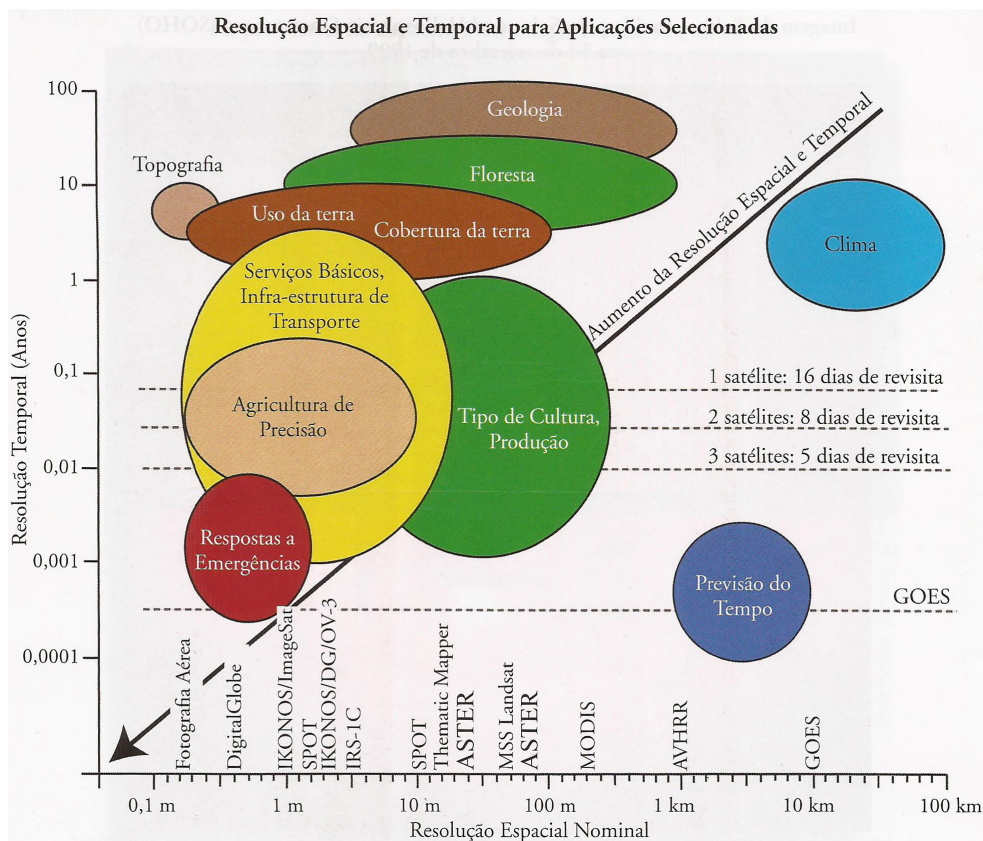 Resolução Espacial e Temporal para Aplicações Selecionadas
100
10
1
0,1
0,01
0,001
0,0001
Resolução Temporal (Anos)
Geologia
Topografia
Floresta
Uso da terra
Cobertura da terra
Aumento da Resolução Espacial e Temporal
Clima
Serviços Básicos,
Infra-estrutura de
Transporte
1 satélite: 16 dias de revisita
Agricultura de
Precisão
Tipo de Cultura,
Produção
2 satélites: 8 dias de revisita
3 satélites: 5 dias de revisita
Respostas a
Emergências
Previsão do
Tempo
GOES
Fotografia Aérea
DigitalGlobe
IKONOS/ImageSat
SPOT
IKONOS/DG/OV-3
IRS-1C
SPOT
Thematic Mapper
ASTER
MSS Landsat
ASTER
MODIS
AVHRR
GOES
0,1 m
1 m
10 m
100 m
1 km
10 km
100 km
Resolução Espacial Nominal